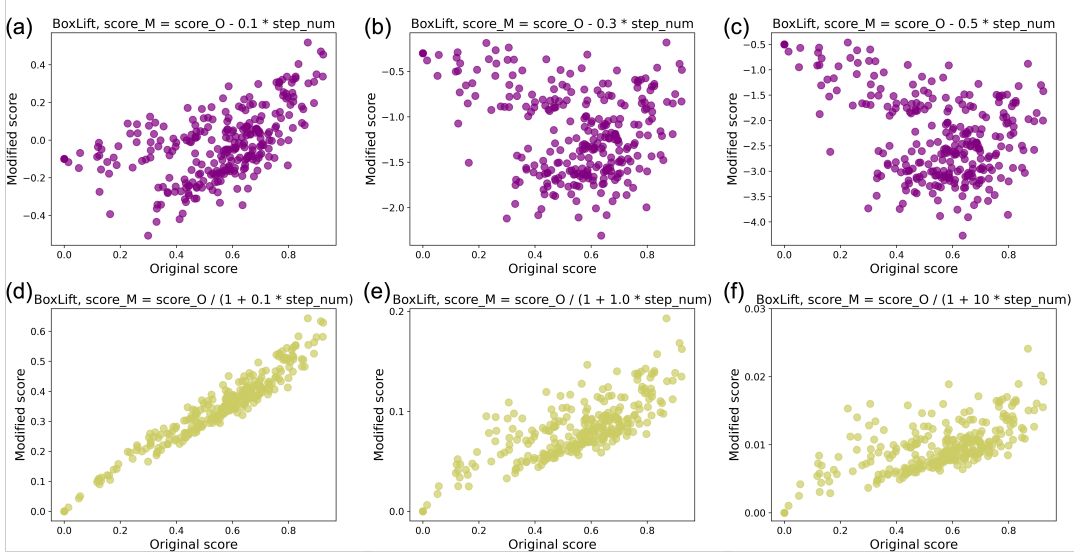 (a) BoxLift, score_M = score_O - 0.1 * step_num
Modified score
0.4
0.2
0.0
−0.2
−0.4
0.0 0.2 0.4 0.6 0.8
Original score
(b) BoxLift, score_M = score_O - 0.3 * step_num
Modified score
−0.5
−1.0
−1.5
−2.0
0.0 0.2 0.4 0.6 0.8
Original score
(c) BoxLift, score_M = score_O - 0.5 * step_num
Modified score
−0.5
−1.0
−1.5
−2.0
−2.5
−3.0
−3.5
−4.0
0.0 0.2 0.4 0.6 0.8
Original score
(d) BoxLift, score_M = score_O / (1 + 0.1 * step_num)
Modified score
0.6
0.5
0.4
0.3
0.2
0.1
0.0
0.0 0.2 0.4 0.6 0.8
Original score
(e) BoxLift, score_M = score_O / (1 + 1.0 * step_num)
Modified score
0.2
0.1
0.0
0.0 0.2 0.4 0.6 0.8
Original score
(f) BoxLift, score_M = score_O / (1 + 10 * step_num)
Modified score
0.03
0.02
0.01
0.00
0.0 0.2 0.4 0.6 0.8
Original score